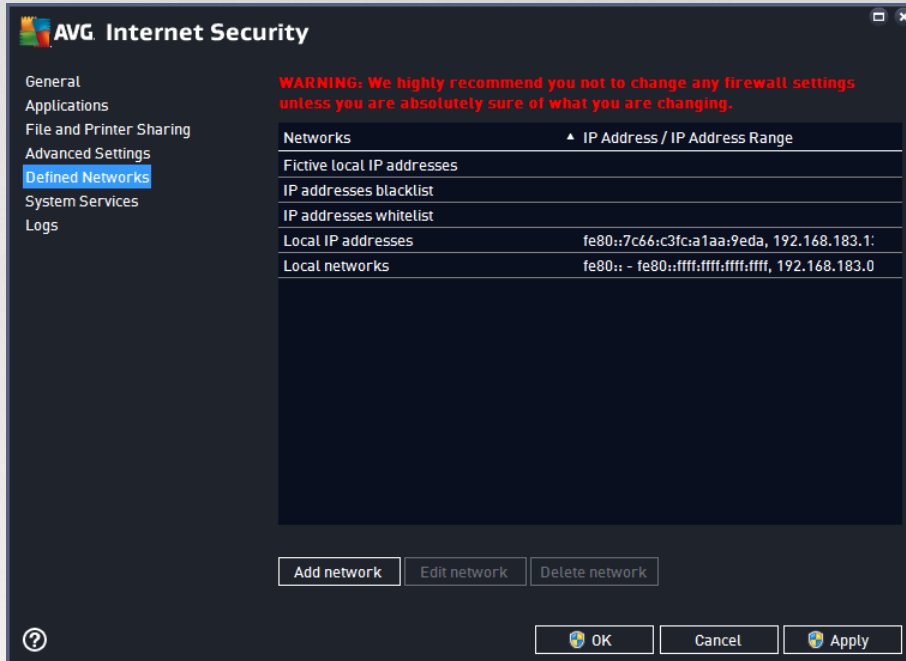 AVG Internet Security
General
Applications
File and Printer Sharing
Advanced Settings
Defined Networks
System Services
Logs
WARNING: We highly recommend you not to change any firewall settings
unless you are absolutely sure of what you are changing.
Networks IP Address / IP Address Range
Fictive local IP addresses
IP addresses blacklist
IP addresses whitelist
Local IP addresses fe80::7c66:c3fc:a1aa:9eda, 192.168.183.1
Local networks fe80:: - fe80::ffff:ffff:ffff:ffff, 192.168.183.0
Add network Edit network Delete network
OK Cancel Apply